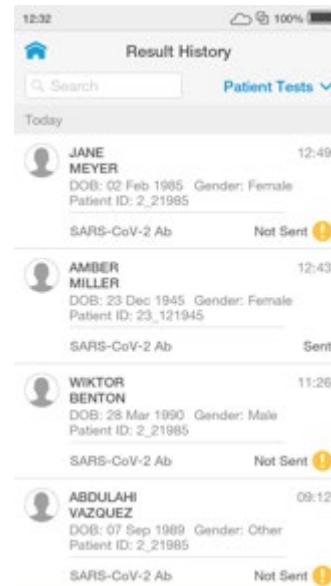 12:32 100%
Result History
Search Patient Tests
Today
JANE 12:49
MEYER
DOB: 02 Feb 1985 Gender: Female
Patient ID: 2_21985
SARS-CoV-2 Ab Not Sent
AMBER 12:43
MILLER
DOB: 23 Dec 1945 Gender: Female
Patient ID: 23_121945
SARS-CoV-2 Ab Sent
WIKTOR 11:26
BENTON
DOB: 28 Mar 1990 Gender: Male
Patient ID: 2_21985
SARS-CoV-2 Ab Not Sent
ABDULAHI 09:12
VAZQUEZ
DOB: 07 Sep 1989 Gender: Other
Patient ID: 2_21985
SARS-CoV-2 Ab Not Sent